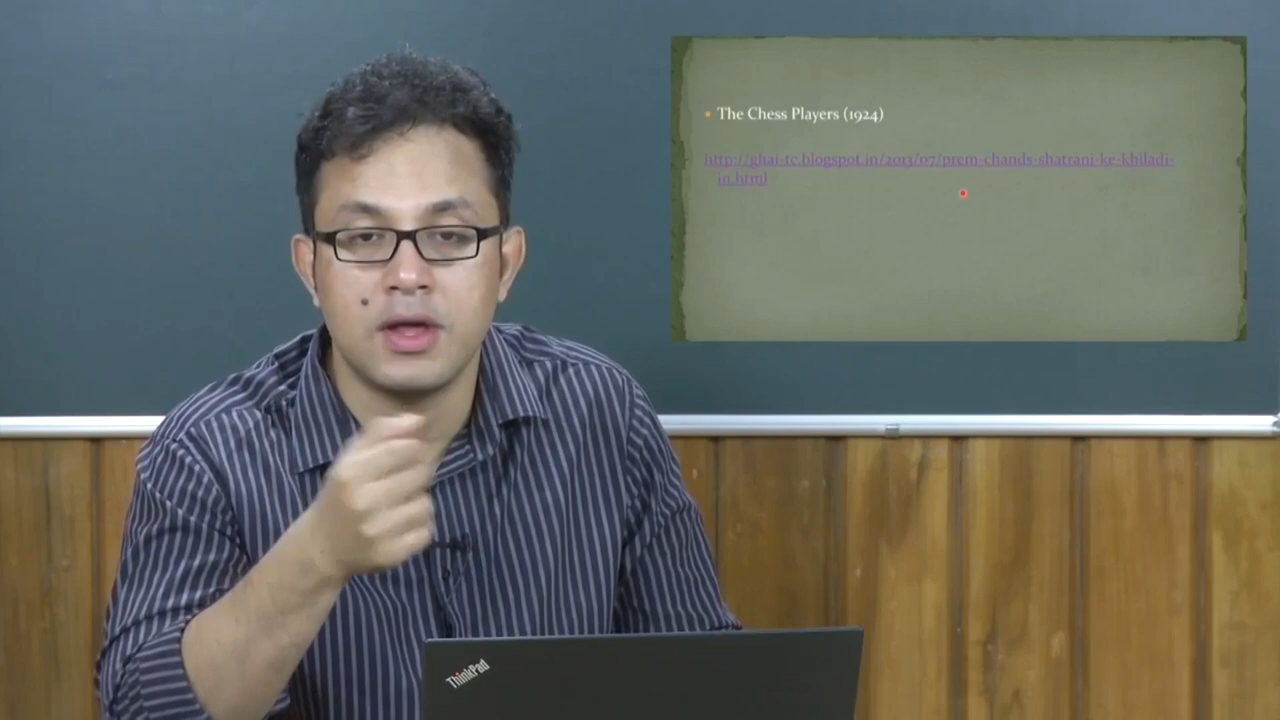 • The Chess Players (1924)
http://ghai-tc.blogspot.in/2013/07/prem-chands-shatranj-ke-khiladi-
in.html
ThinkPad